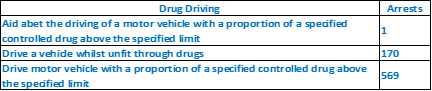 Drug Driving Arrests
Aid abet the driving of a motor vehicle with a proportion of a specified
controlled drug above the specified limit 1
Drive a vehicle whilst unfit through drugs 170
Drive motor vehicle with a proportion of a specified controlled drug above
the specified limit 569